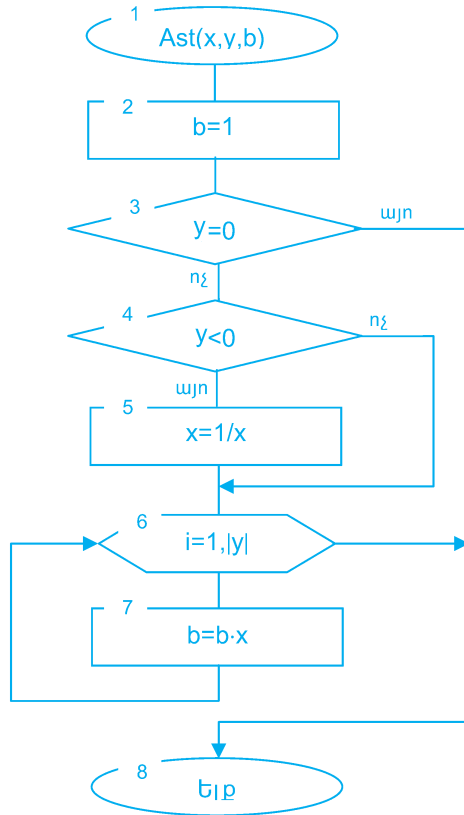 1
Ast(x,y,b)
2
b=1
3
y=0
այո
ոչ
4
y<0
ոչ
այո
5
x=1/x
6
i=1,|y|
7
b=b·x
8
Ելք